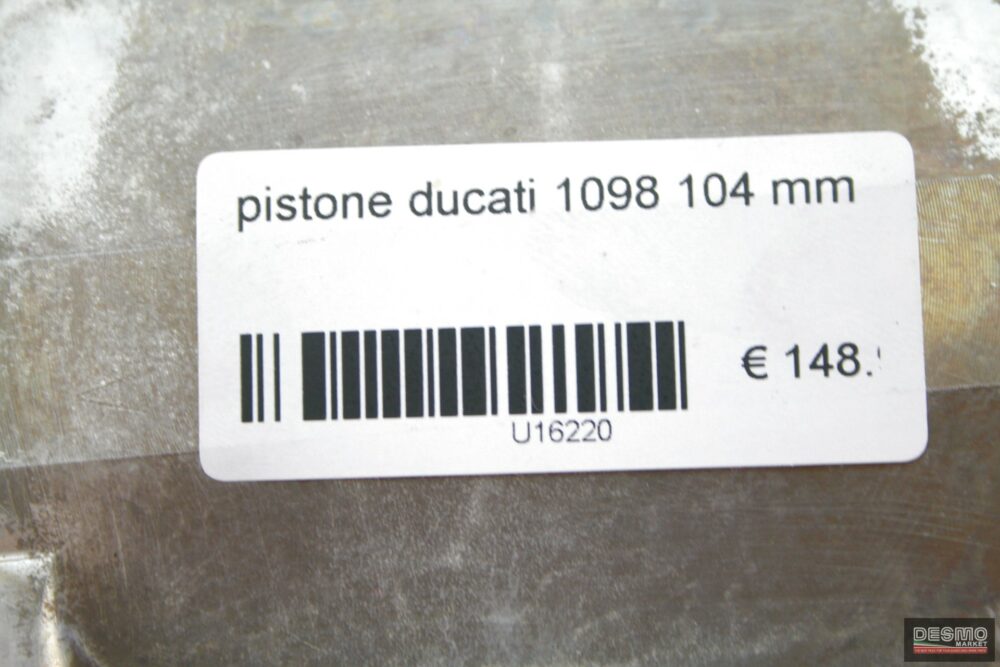 pistone ducati 1098 104 mm
€ 148.
U16220
DESMO
MARKET